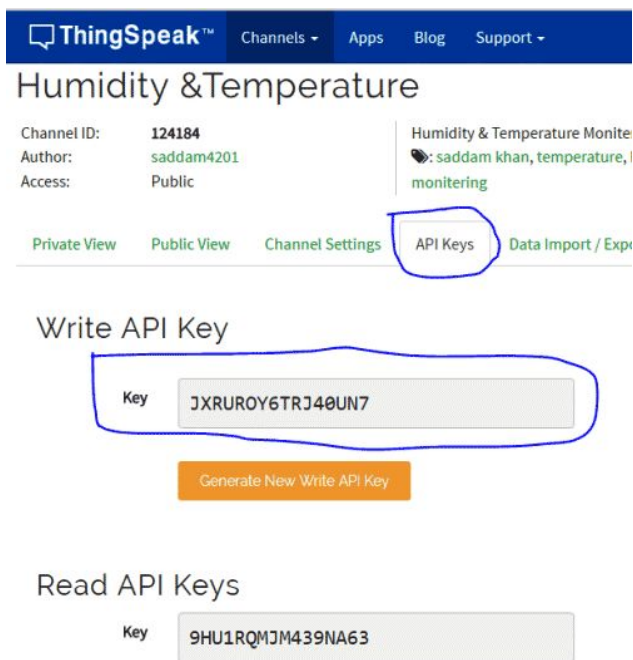 ThingSpeak™ Channels Apps Blog Support
Humidity &Temperature
Channel ID: 124184
Author: saddam4201
Access: Public
Humidity & Temperature
: saddam khan, temperature,
monitering
Private View Public View Channel Settings API Keys Data Import /
Write API Key
Key JXRUROY6TRJ40UN7
Generate New Write API Key
Read API Keys
Key 9HU1RQMJM439NA63